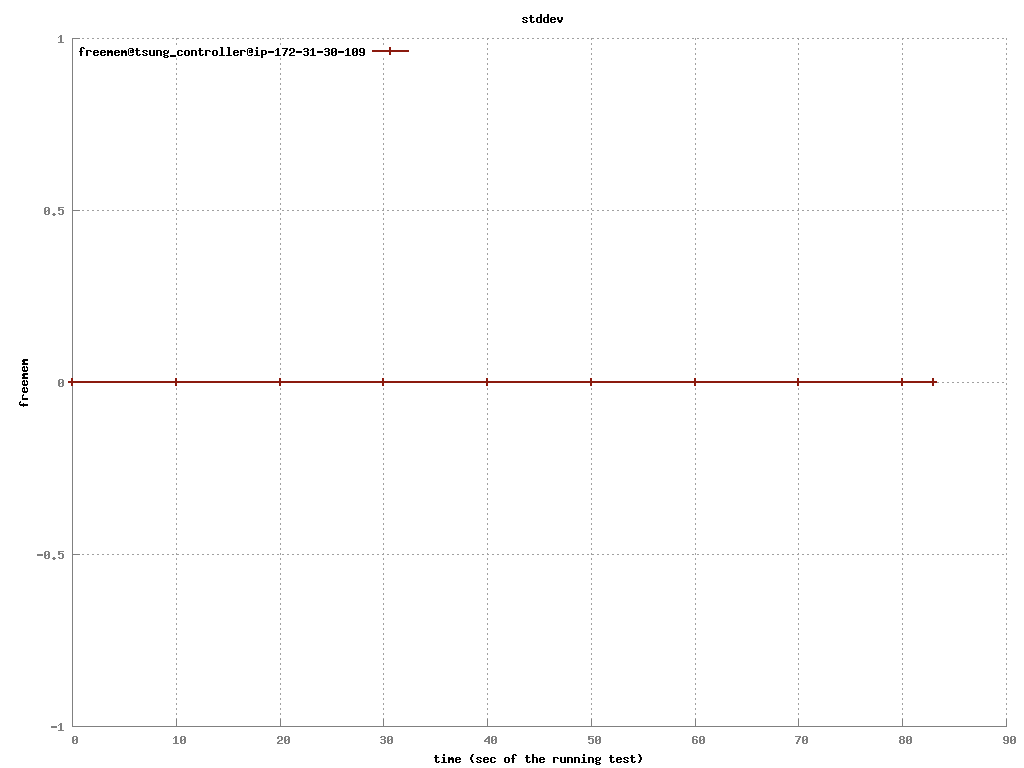 stddev
1
freemem@tsung_controller@ip-172-31-30-109
0.5
freemem
0
-0.5
-1
0 10 20 30 40 50 60 70 80 90
time (sec of the running test)